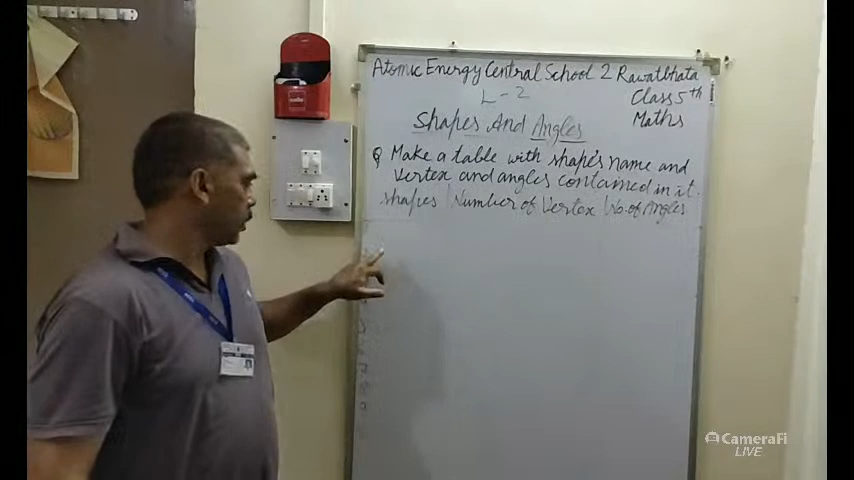 Atomic Energy Central School 2 Rawatbhata
L-2
Class 5th
Maths
Shapes And Angles
Q Make a table with shape's name and
Vertex and angles contained in it.
shapes Number of Vertex No. of Angles
CameraFi
LIVE